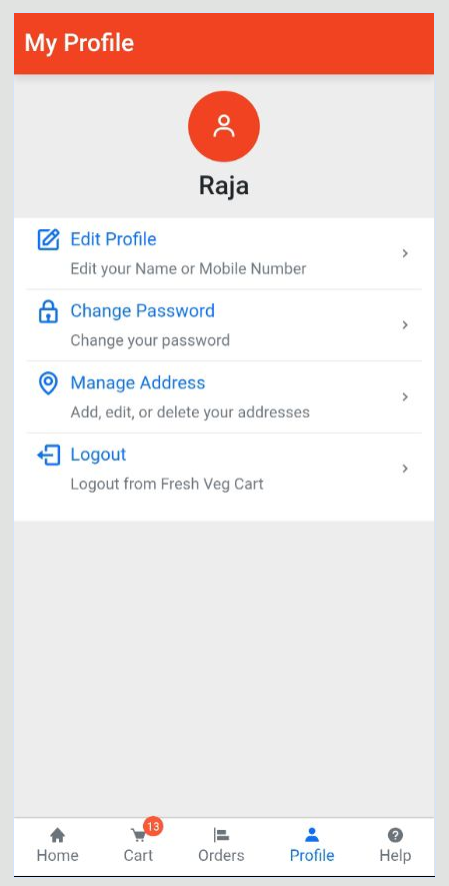 My Profile
Raja
Edit Profile
Edit your Name or Mobile Number
Change Password
Change your password
Manage Address
Add, edit, or delete your addresses
Logout
Logout from Fresh Veg Cart
13
Home Cart Orders Profile Help